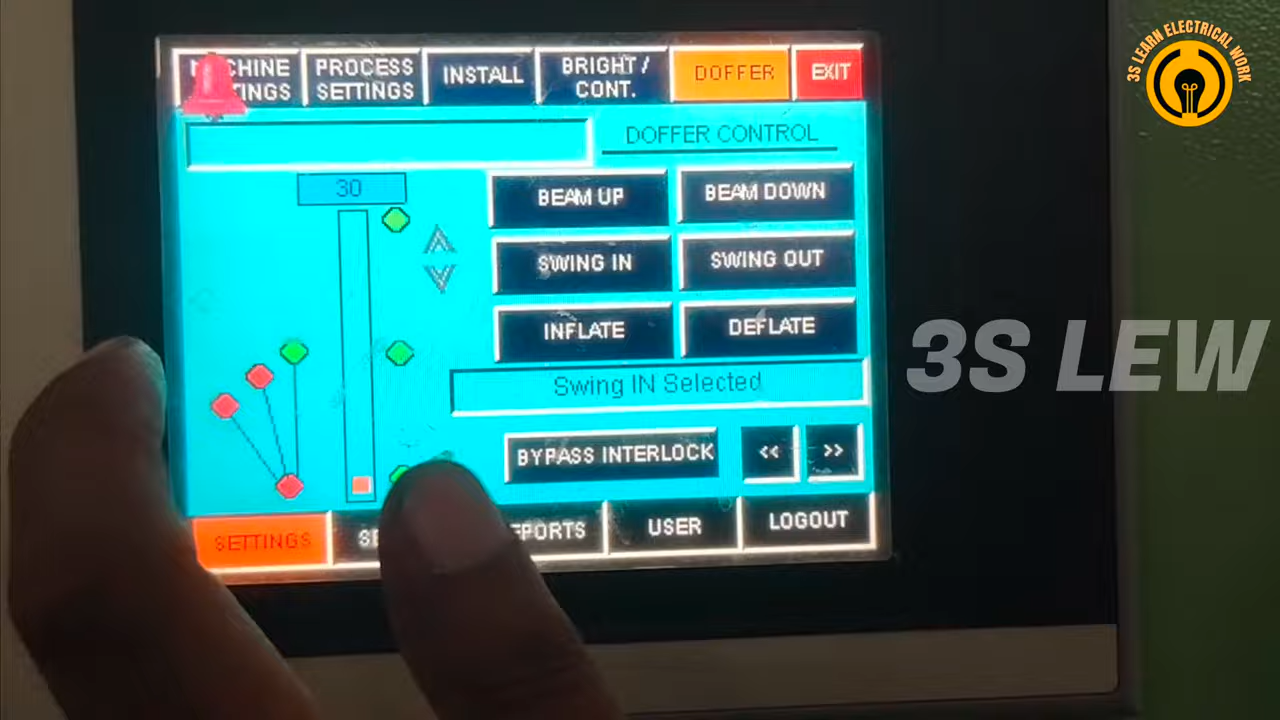 3S LEARN ELECTRICAL WORK
PROCESS
SETTINGS
INSTALL
BRIGHT /
CONT.
DOFFER
EXIT
DOFFER CONTROL
30
BEAM UP
BEAM DOWN
SWING IN
SWING OUT
INFLATE
DEFLATE
Swing IN Selected
BYPASS INTERLOCK
<<
>>
SETTINGS
USER
LOGOUT
3S LEW